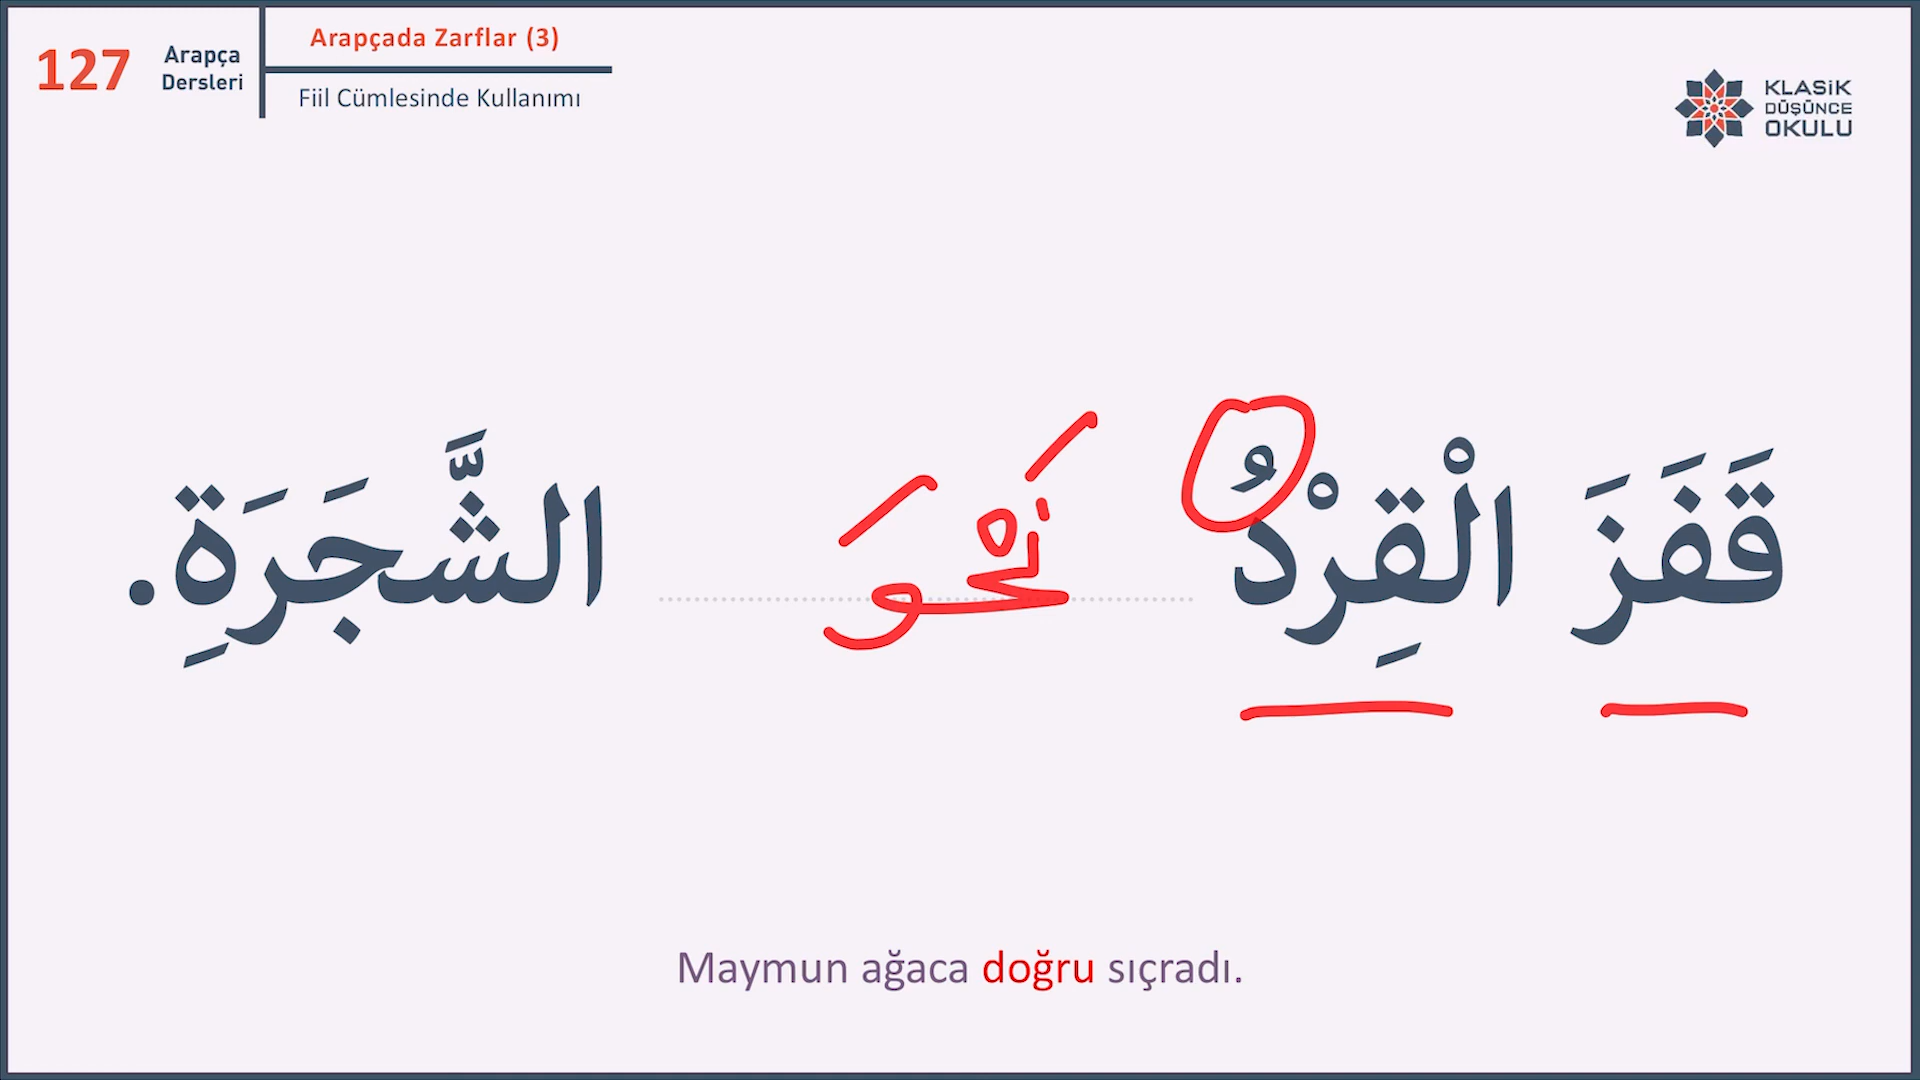 127
Arapça
Dersleri
Arapçada Zarflar (3)
Fiil Cümlesinde Kullanımı
KLASİK
DÜŞÜNCE
OKULU
قَفَزَ الْقِرْدُ نَحْوَ الشَّجَرَةِ.
Maymun ağaca doğru sıçradı.